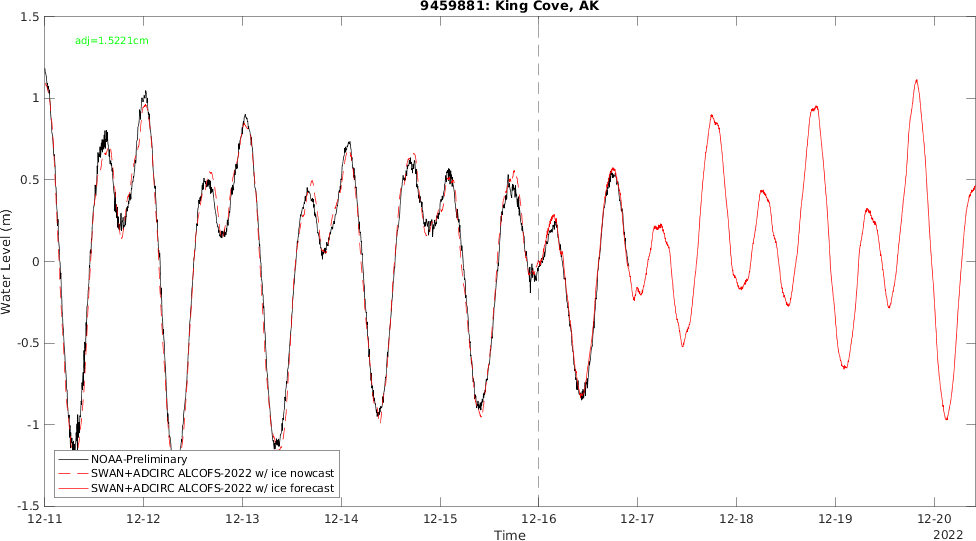 9459881: King Cove, AK
adj=1.5221cm
1.5
1
0.5
0
-0.5
-1
-1.5
Water Level (m)
NOAA-Preliminary
SWAN+ADCIRC ALCOFS-2022 w/ ice nowcast
SWAN+ADCIRC ALCOFS-2022 w/ ice forecast
12-11 12-12 12-13 12-14 12-15 12-16 12-17 12-18 12-19 12-20
Time 2022